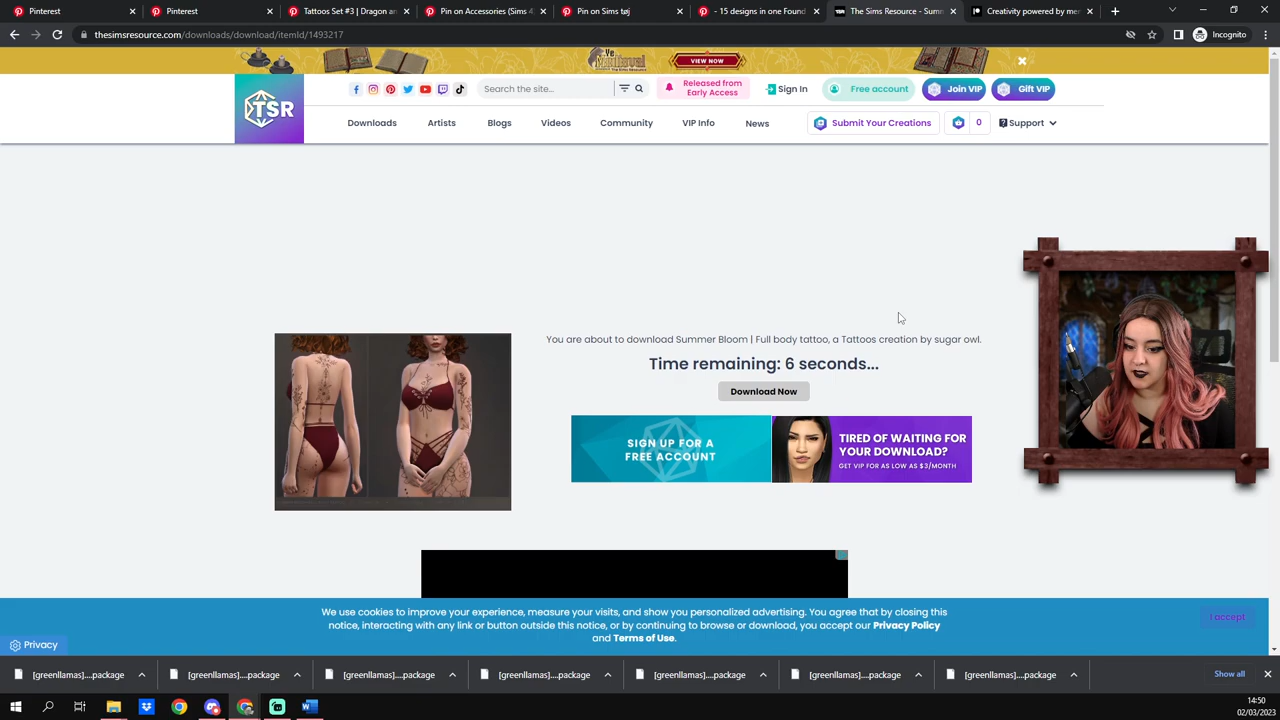 Pinterest
Pinterest
Tattoos Set #3 | Dragon an
Pin on Accessories (Sims 4
Pin on Sims tej
- 15 designs in one Found
The Sims Resource - Summ
Creativity powered by me
thesimsresource.com/downloads/download/itemId/1493217
Incognito
Ye
Medieval
VIEW NOW
TSR
Search the site...
Released from
Early Access
Sign In
Free account
Join VIP
Gift VIP
Downloads
Artists
Blogs
Videos
Community
VIP Info
News
Submit Your Creations
0
Support
You are about to download Summer Bloom | Full body tattoo, a Tattoos creation by sugar owl.
Time remaining: 6 seconds...
Download Now
SIGN UP FOR A
FREE ACCOUNT
TIRED OF WAITING FOR
YOUR DOWNLOAD?
GET VIP FOR AS LOW AS $3/MONTH
We use cookies to improve your experience, measure your visits, and show you personalized advertising. You agree that by closing this
notice, interacting with any link or button outside this notice, or by continuing to browse or download, you accept our Privacy Policy
and Terms of Use.
I accept
Privacy
[greenllamas]....package
[greenllamas]....package
[greenllamas]....package
[greenllamas]....package
[greenllamas]....package
[greenllamas]....package
[greenllamas]....package
Show all
14:50
02/03/2023